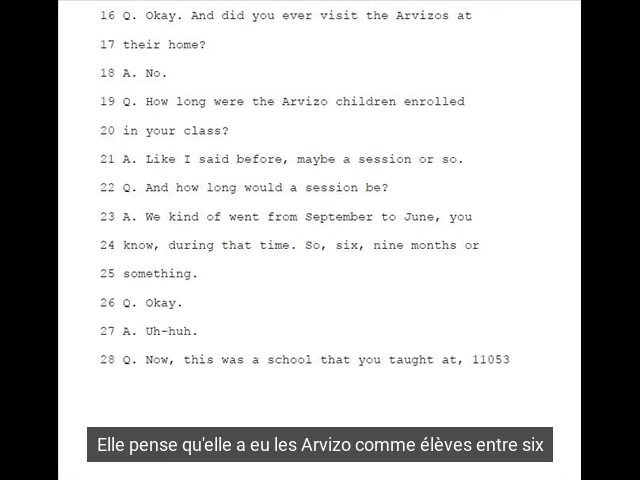 16 Q. Okay. And did you ever visit the Arvizos at
17 their home?
18 A. No.
19 Q. How long were the Arvizo children enrolled
20 in your class?
21 A. Like I said before, maybe a session or so.
22 Q. And how long would a session be?
23 A. We kind of went from September to June, you
24 know, during that time. So, six, nine months or
25 something.
26 Q. Okay.
27 A. Uh-huh.
28 Q. Now, this was a school that you taught at, 11053
Elle pense qu'elle a eu les Arvizo comme élèves entre six